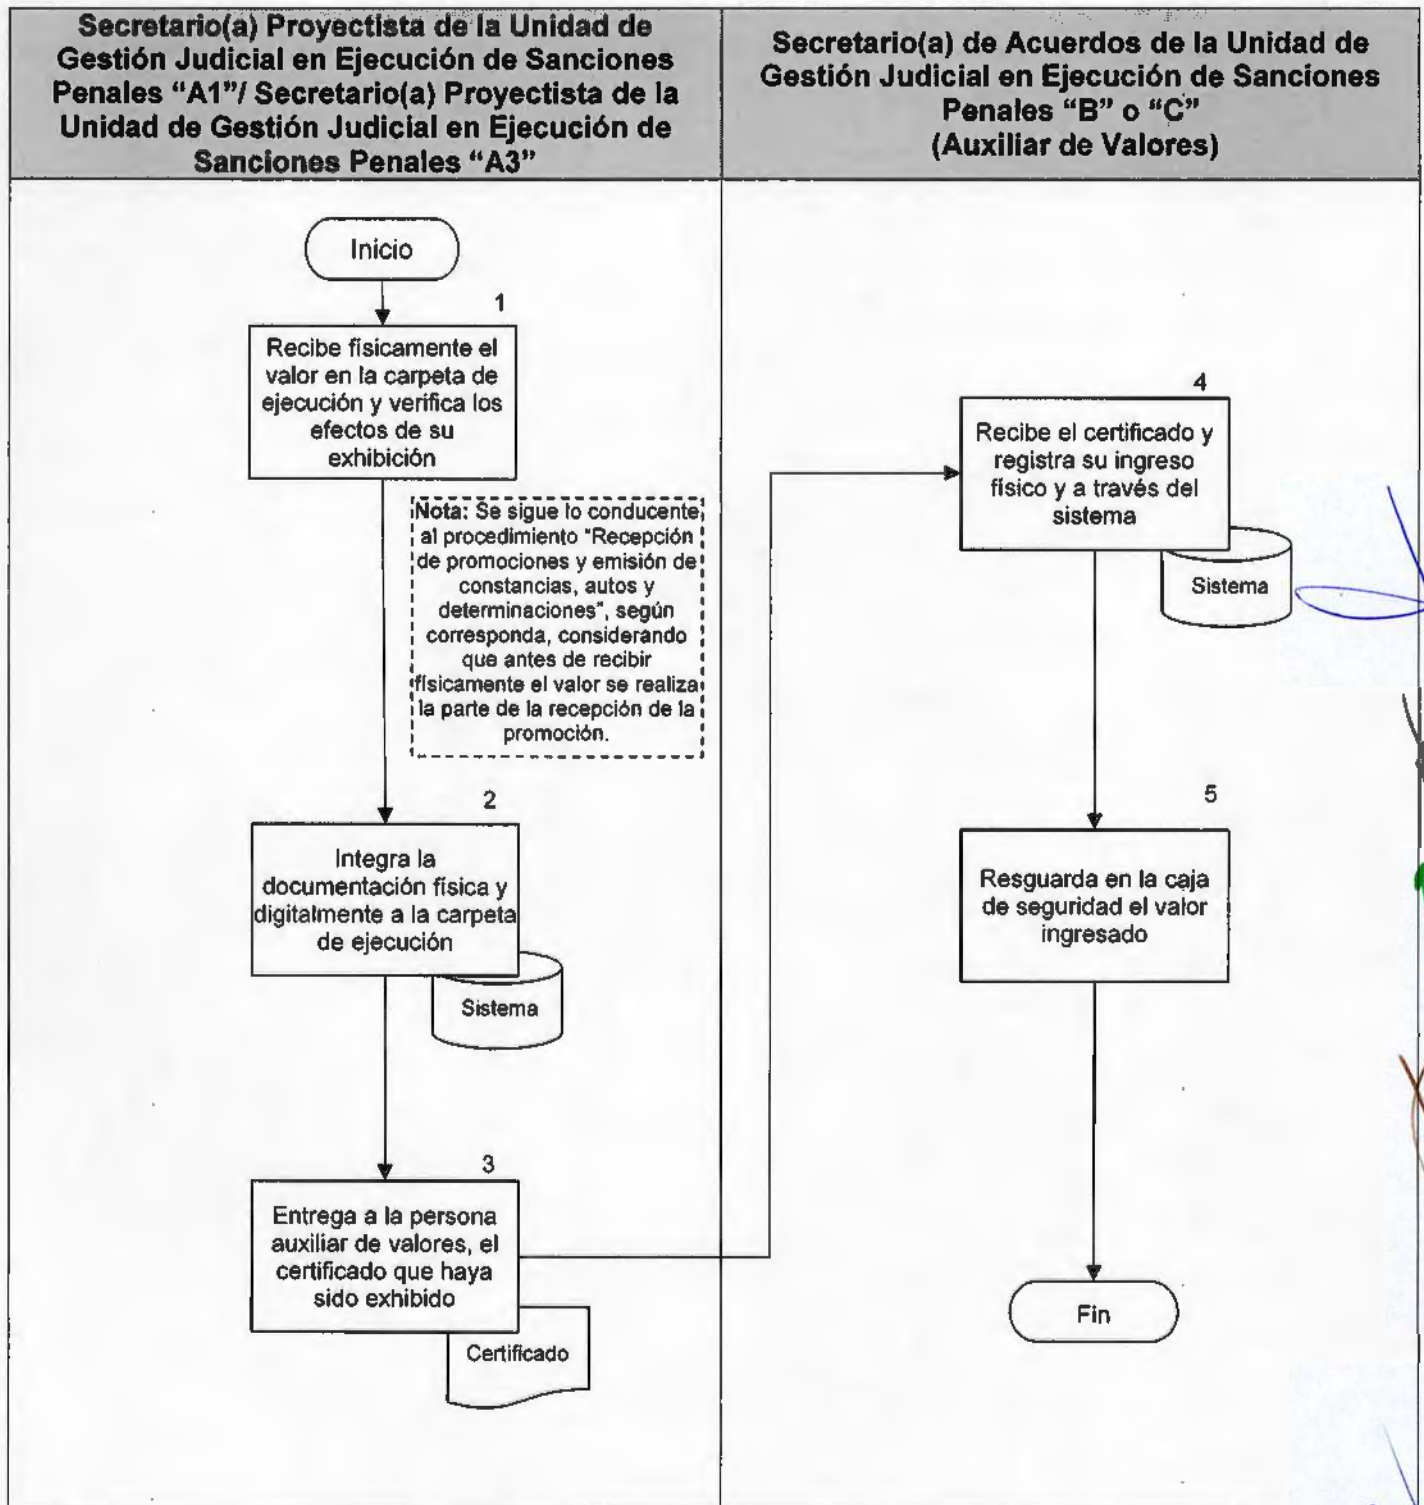 Secretario(a) Proyectista de la Unidad de
Gestión Judicial en Ejecución de Sanciones
Penales “A1”/ Secretario(a) Proyectista de la
Unidad de Gestión Judicial en Ejecución de
Sanciones Penales “A3”
Secretario(a) de Acuerdos de la Unidad de
Gestión Judicial en Ejecución de Sanciones
Penales “B” o “C”
(Auxiliar de Valores)
Inicio
1
Recibe físicamente el
valor en la carpeta de
ejecución y verifica los
efectos de su
exhibición
Nota: Se sigue lo conducente
al procedimiento "Recepción
de promociones y emisión de
constancias, autos y
determinaciones", según
corresponda, considerando
que antes de recibir
físicamente el valor se realiza
la parte de la recepción de la
promoción.
2
Integra la
documentación física y
digitalmente a la carpeta
de ejecución
Sistema
3
Entrega a la persona
auxiliar de valores, el
certificado que haya
sido exhibido
Certificado
4
Recibe el certificado y
registra su ingreso
físico y a través del
sistema
Sistema
5
Resguarda en la caja
de seguridad el valor
ingresado
Fin